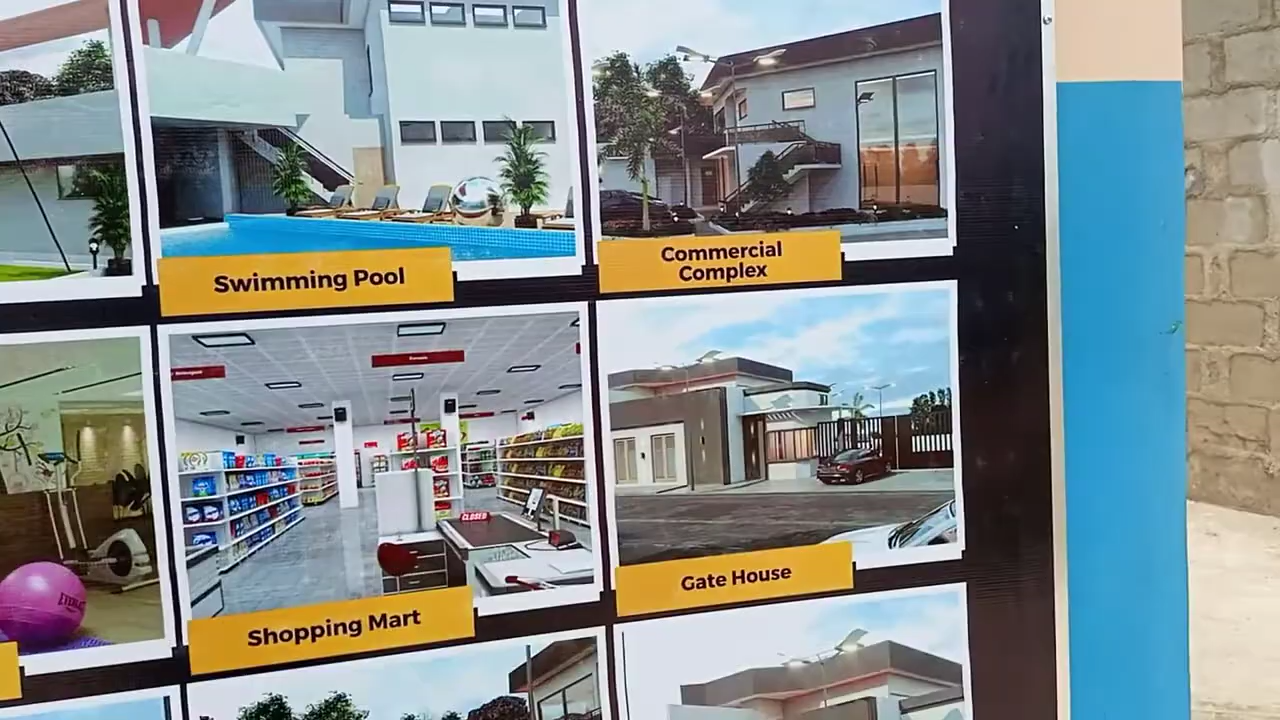 Swimming Pool
Commercial
Complex
CLOSED
Shopping Mart
Gate House